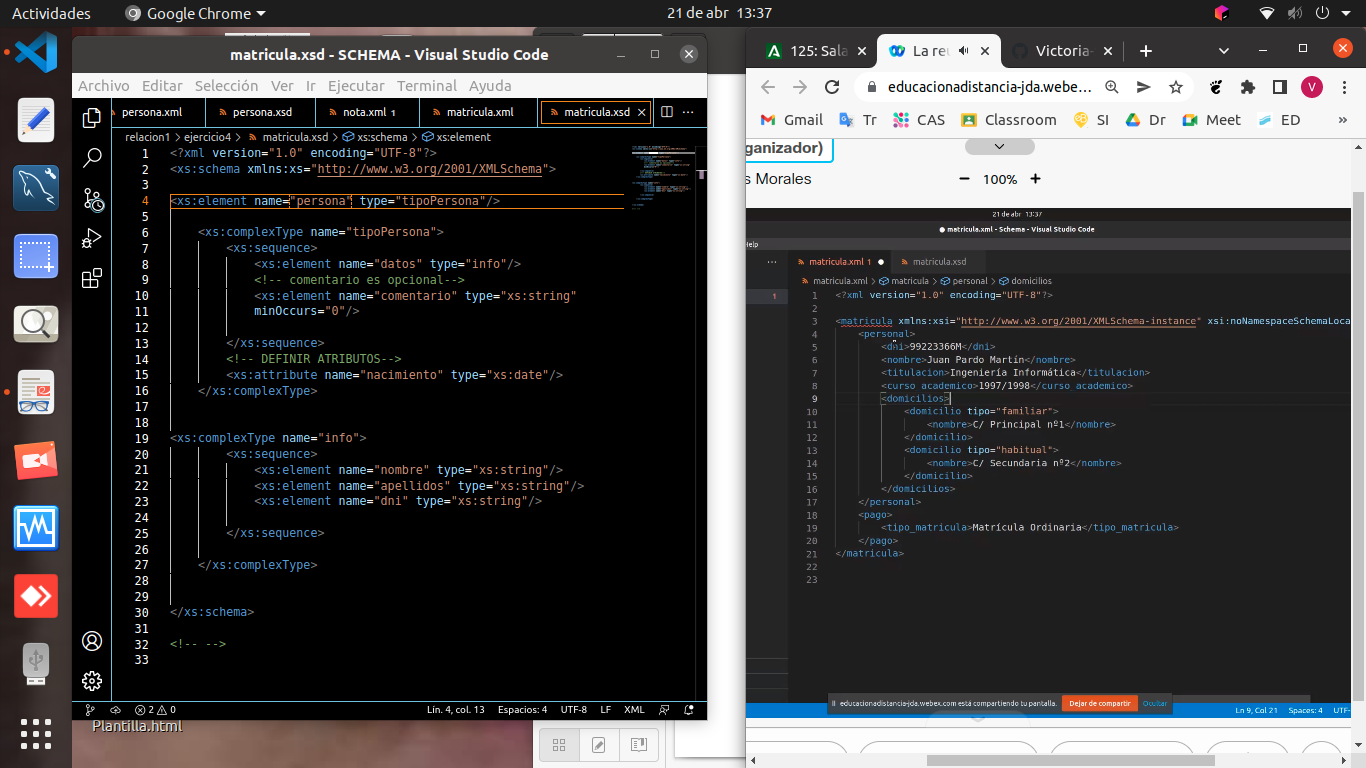 Actividades
Google Chrome
21 de abr 13:37
matricula.xsd - SCHEMA - Visual Studio Code
Archivo Editar Selección Ver Ir Ejecutar Terminal Ayuda
persona.xml persona.xsd nota.xml 1 matricula.xml matricula.xsd
relacion1 > ejercicio4 > matricula.xsd > xs:schema > xs:element
1 <?xml version="1.0" encoding="UTF-8"?>
2 <xs:schema xmlns:xs="http://www.w3.org/2001/XMLSchema">
3
4 <xs:element name="persona" type="tipoPersona"/>
5
6 <xs:complexType name="tipoPersona">
7 <xs:sequence>
8 <xs:element name="datos" type="info"/>
9 <!-- comentario es opcional-->
10 <xs:element name="comentario" type="xs:string"
11 minOccurs="0"/>
12
13 </xs:sequence>
14 <!-- DEFINIR ATRIBUTOS-->
15 <xs:attribute name="nacimiento" type="xs:date"/>
16 </xs:complexType>
17
18
19 <xs:complexType name="info">
20 <xs:sequence>
21 <xs:element name="nombre" type="xs:string"/>
22 <xs:element name="apellidos" type="xs:string"/>
23 <xs:element name="dni" type="xs:string"/>
24
25 </xs:sequence>
26
27 </xs:complexType>
28
29
30 </xs:schema>
31
32 <!-- -->
33
2 0 Lín. 4, col. 13 Espacios: 4 UTF-8 LF XML
Plantilla.html
125: Sala La reu Victoria-
educacionadistancia-jda.webe...
V
Gmail Tr CAS Classroom SI Dr Meet ED »
ganizador)
s Morales
100%
21 de abr 13:37
matricula.xml - Schema - Visual Studio Code
Help
matricula.xml 1 matricula.xsd
matricula.xml > matricula > personal > domicilios
1
1 <?xml version="1.0" encoding="UTF-8"?>
2
3 <matricula xmlns:xsi="http://www.w3.org/2001/XMLSchema-instance" xsi:noNamespaceSchemaLoca
4 <personal>
5 <dni>99223366M</dni>
6 <nombre>Juan Pardo Martín</nombre>
7 <titulacion>Ingeniería Informática</titulacion>
8 <curso_academico>1997/1998</curso_academico>
9 <domicilios>
10 <domicilio tipo="familiar">
11 <nombre>C/ Principal nº1</nombre>
12 </domicilio>
13 <domicilio tipo="habitual">
14 <nombre>C/ Secundaria nº2</nombre>
15 </domicilio>
16 </domicilios>
17 </personal>
18 <pago>
19 <tipo_matricula>Matrícula Ordinaria</tipo_matricula>
20 </pago>
21 </matricula>
22
23
educacionadistancia-jda.webex.com está compartiendo tu pantalla. Dejar de compartir Ocultar
Ln 9, Col 21 Spaces: 4 UTF-